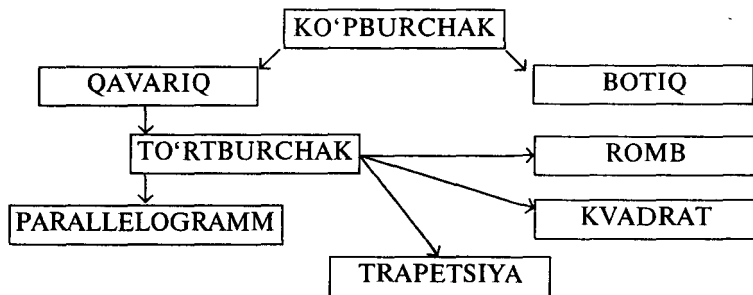 KO‘PBURCHAK
QAVARIQ
BOTIQ
TO‘RTBURCHAK
ROMB
PARALLELOGRAMM
KVADRAT
TRAPETSIYA